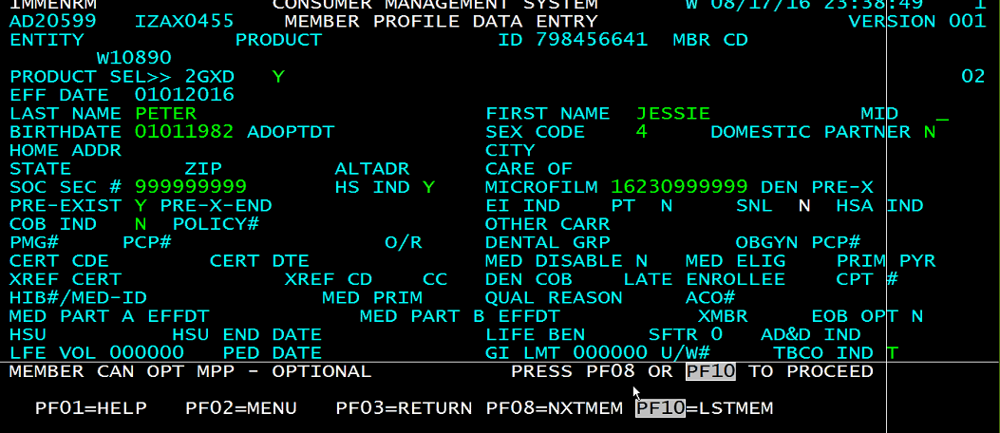 IMMENRM CONSUMER MANAGEMENT SYSTEM W 08/17/16 23:38:49 1
AD20599 IZAX0455 MEMBER PROFILE DATA ENTRY VERSION 001
ENTITY PRODUCT ID 798456641 MBR CD
W10890
PRODUCT SEL>> 2GXD Y 02
EFF DATE 01012016
LAST NAME PETER FIRST NAME JESSIE MID _
BIRTHDATE 01011982 ADOPTDT SEX CODE 4 DOMESTIC PARTNER N
HOME ADDR CITY
STATE ZIP ALTADR CARE OF
SOC SEC # 999999999 HS IND Y MICROFILM 16230999999 DEN PRE-X
PRE-EXIST Y PRE-X-END EI IND PT N SNL N HSA IND
COB IND N POLICY# OTHER CARR
PMG# PCP# O/R DENTAL GRP OBGYN PCP#
CERT CDE CERT DTE MED DISABLE N MED ELIG PRIM PYR
XREF CERT XREF CD CC DEN COB LATE ENROLLEE CPT #
HIB#/MED-ID MED PRIM QUAL REASON ACO#
MED PART A EFFDT MED PART B EFFDT XMBR EOB OPT N
HSU HSU END DATE LIFE BEN SFTR 0 AD&D IND
LFE VOL 000000 PED DATE GI LMT 000000 U/W# TBCO IND T
MEMBER CAN OPT MPP - OPTIONAL PRESS PF08 OR PF10 TO PROCEED
PF01=HELP PF02=MENU PF03=RETURN PF08=NXTMEM PF10=LSTMEM